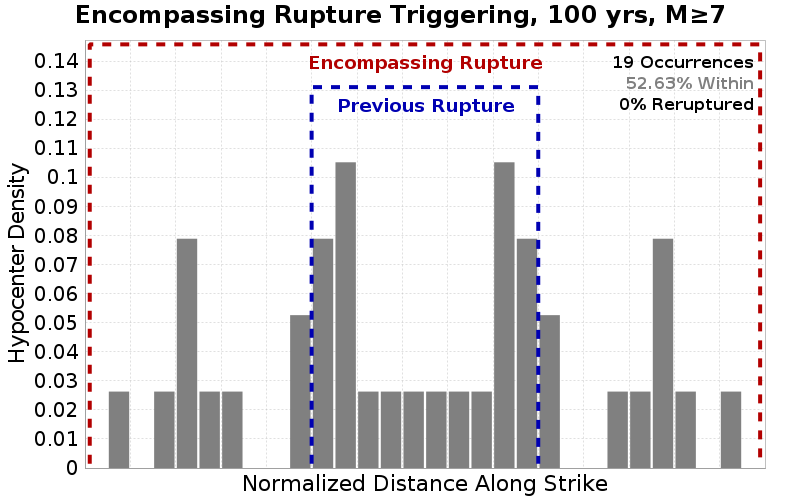 Encompassing Rupture Triggering, 100 yrs, M≥7
Encompassing Rupture
Previous Rupture
19 Occurrences
52.63% Within
0% Reruptured
Hypocenter Density
0.14
0.13
0.12
0.11
0.1
0.09
0.08
0.07
0.06
0.05
0.04
0.03
0.02
0.01
0
Normalized Distance Along Strike